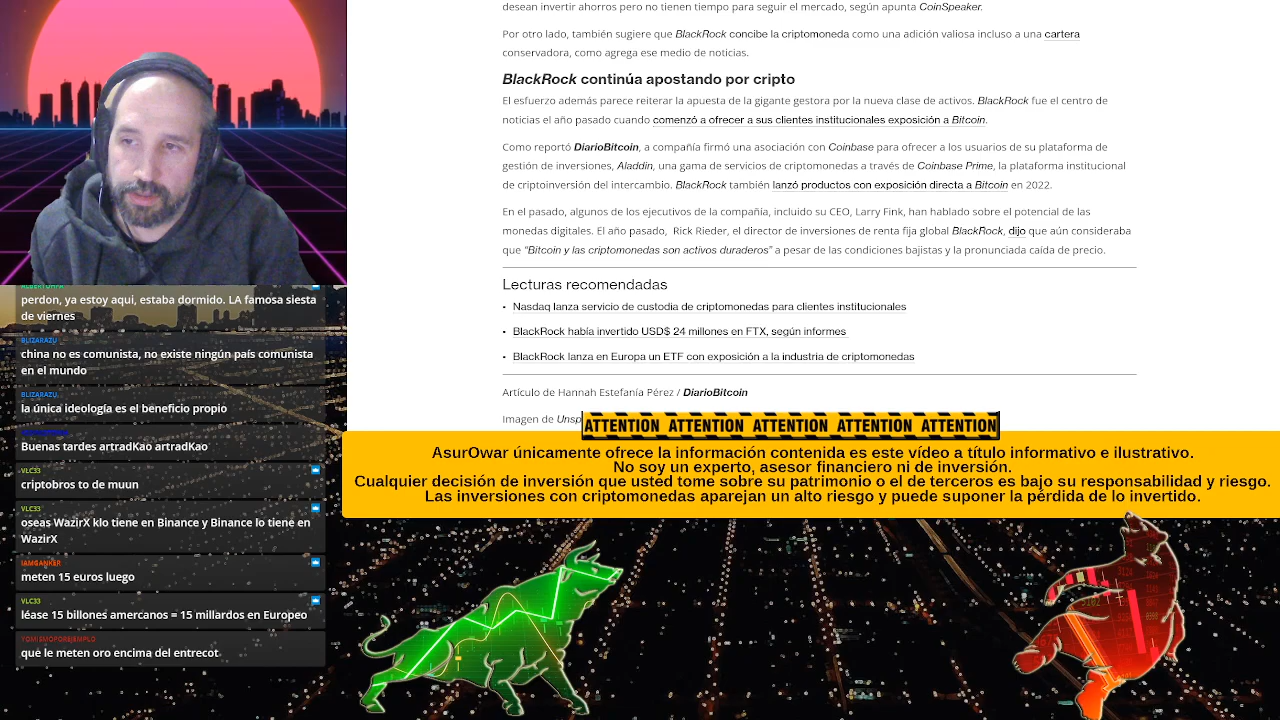 desean invertir ahorros pero no tienen tiempo para seguir el mercado, según apunta CoinSpeaker.
Por otro lado, también sugiere que BlackRock concibe la criptomoneda como una adición valiosa incluso a una cartera
conservadora, como agrega ese medio de noticias.
BlackRock continúa apostando por cripto
El esfuerzo además parece reiterar la apuesta de la gigante gestora por la nueva clase de activos. BlackRock fue el centro de
noticias el año pasado cuando comenzó a ofrecer a sus clientes institucionales exposición a Bitcoin.
Como reportó DiarioBitcoin, a compañía firmó una asociación con Coinbase para ofrecer a los usuarios de su plataforma de
gestión de inversiones, Aladdin, una gama de servicios de criptomonedas a través de Coinbase Prime, la plataforma institucional
de criptoinversión del intercambio. BlackRock también lanzó productos con exposición directa a Bitcoin en 2022.
En el pasado, algunos de los ejecutivos de la compañía, incluido su CEO, Larry Fink, han hablado sobre el potencial de las
monedas digitales. El año pasado, Rick Rieder, el director de inversiones de renta fija global BlackRock, dijo que aún consideraba
que “Bitcoin y las criptomonedas son activos duraderos” a pesar de las condiciones bajistas y la pronunciada caída de precio.
Lecturas recomendadas
• Nasdaq lanza servicio de custodia de criptomonedas para clientes institucionales
• BlackRock había invertido USD$ 24 millones en FTX, según informes
• BlackRock lanza en Europa un ETF con exposición a la industria de criptomonedas
Artículo de Hannah Estefanía Pérez / DiarioBitcoin
Imagen de Unsp
ATTENTION ATTENTION ATTENTION ATTENTION ATTENTION
AsurOwar únicamente ofrece la información contenida es este vídeo a título informativo e ilustrativo.
No soy un experto, asesor financiero ni de inversión.
Cualquier decisión de inversión que usted tome sobre su patrimonio o el de terceros es bajo su responsabilidad y riesgo.
Las inversiones con criptomonedas aparejan un alto riesgo y puede suponer la pérdida de lo invertido.
perdon, ya estoy aqui, estaba dormido. LA famosa siesta
de viernes
BLIZARAZU
china no es comunista, no existe ningún país comunista
en el mundo
BLIZARAZU
la única ideología es el beneficio propio
Buenas tardes artradKao artradKao
VLC33
criptobros to de muun
VLC33
oseas WazirX klo tiene en Binance y Binance lo tiene en
WazirX
IAMGANKER
meten 15 euros luego
VLC33
léase 15 billones amercanos = 15 millardos en Europeo
YOMISMOPOREJEMPLO
que le meten oro encima del entrecot